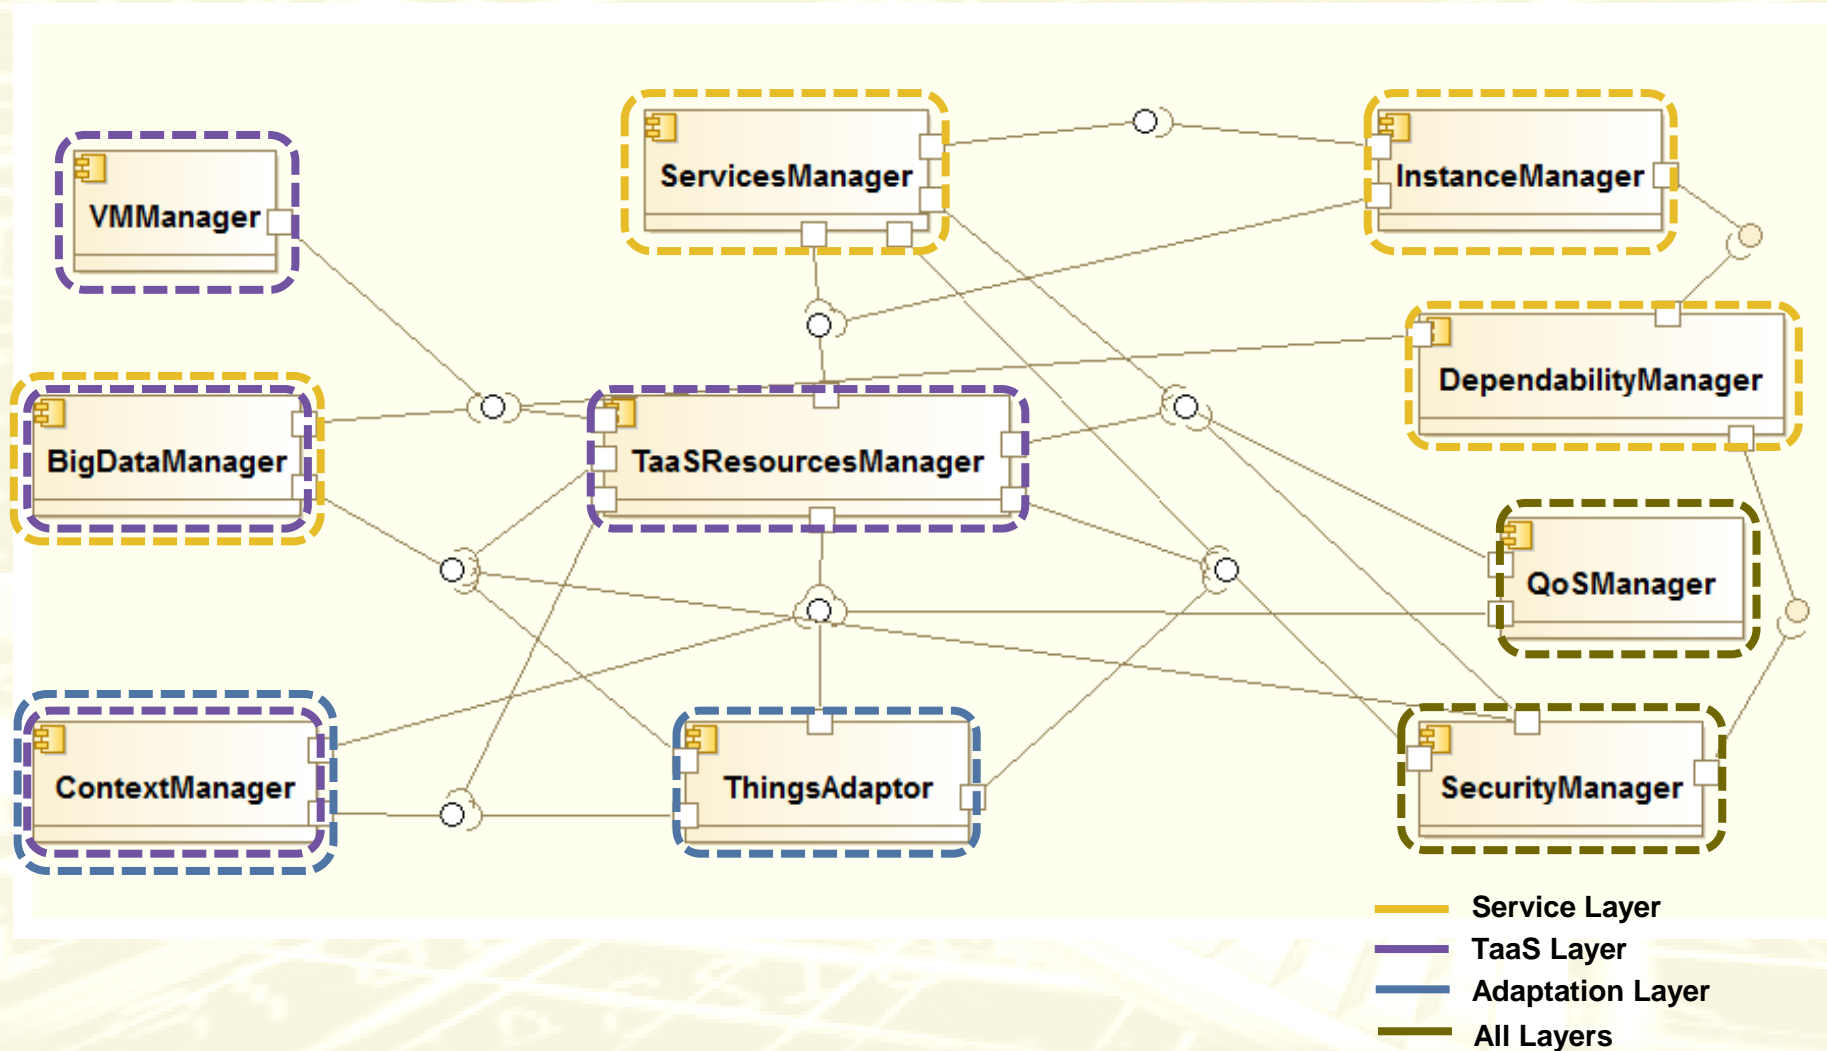 ServicesManager
InstanceManager
VMManager
DependabilityManager
BigDataManager
TaaSResourcesManager
QoSManager
ContextManager
ThingsAdaptor
SecurityManager
Service Layer
TaaS Layer
Adaptation Layer
All Layers